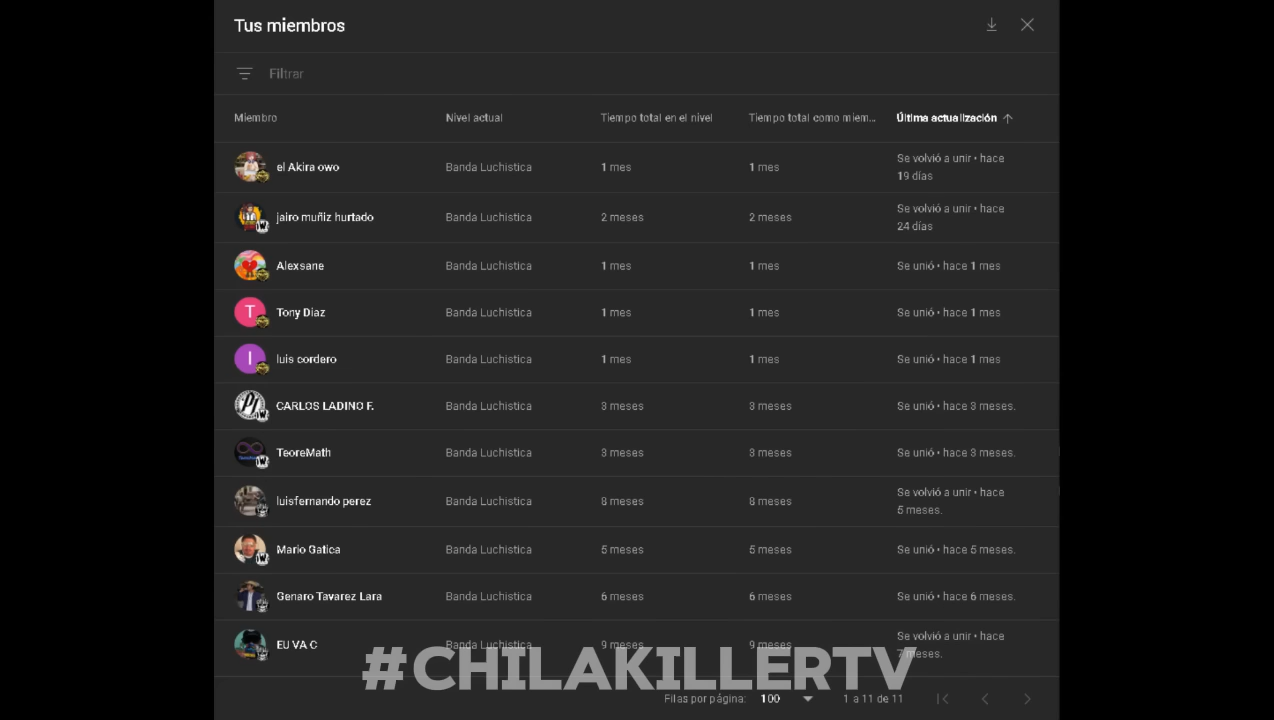 Tus miembros
Filtrar
Miembro Nivel actual Tiempo total en el nivel Tiempo total como miem... Última actualización
el Akira owo Banda Luchistica 1 mes 1 mes Se volvió a unir • hace
19 días
jairo muñiz hurtado Banda Luchistica 2 meses 2 meses Se volvió a unir • hace
24 días
Alexsane Banda Luchistica 1 mes 1 mes Se unió • hace 1 mes
T Tony Diaz Banda Luchistica 1 mes 1 mes Se unió • hace 1 mes
l luis cordero Banda Luchistica 1 mes 1 mes Se unió • hace 1 mes
CARLOS LADINO F. Banda Luchistica 3 meses 3 meses Se unió • hace 3 meses.
TeoreMath Banda Luchistica 3 meses 3 meses Se unió • hace 3 meses.
luisfernando perez Banda Luchistica 8 meses 8 meses Se volvió a unir • hace
5 meses.
Mario Gatica Banda Luchistica 5 meses 5 meses Se unió • hace 5 meses.
Genaro Tavarez Lara Banda Luchistica 6 meses 6 meses Se unió • hace 6 meses.
EU VA C Banda Luchistica 9 meses 9 meses Se volvió a unir • hace
7 meses.
#CHILAKILLERTV
Filas por página: 100 1 a 11 de 11